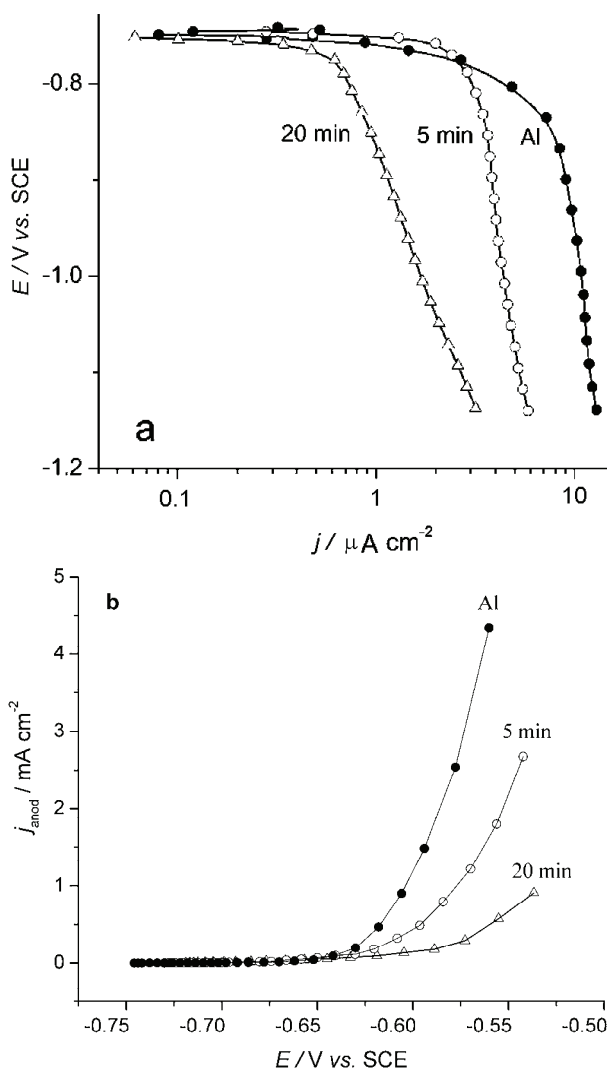 -0.8
-1.0
-1.2
E / V vs. SCE
20 min
5 min
Al
a
0.1
1
10
j / μA cm⁻²
b
5
4
3
2
1
0
j_anod / mA cm⁻²
Al
5 min
20 min
-0.75
-0.70
-0.65
-0.60
-0.55
-0.50
E / V vs. SCE